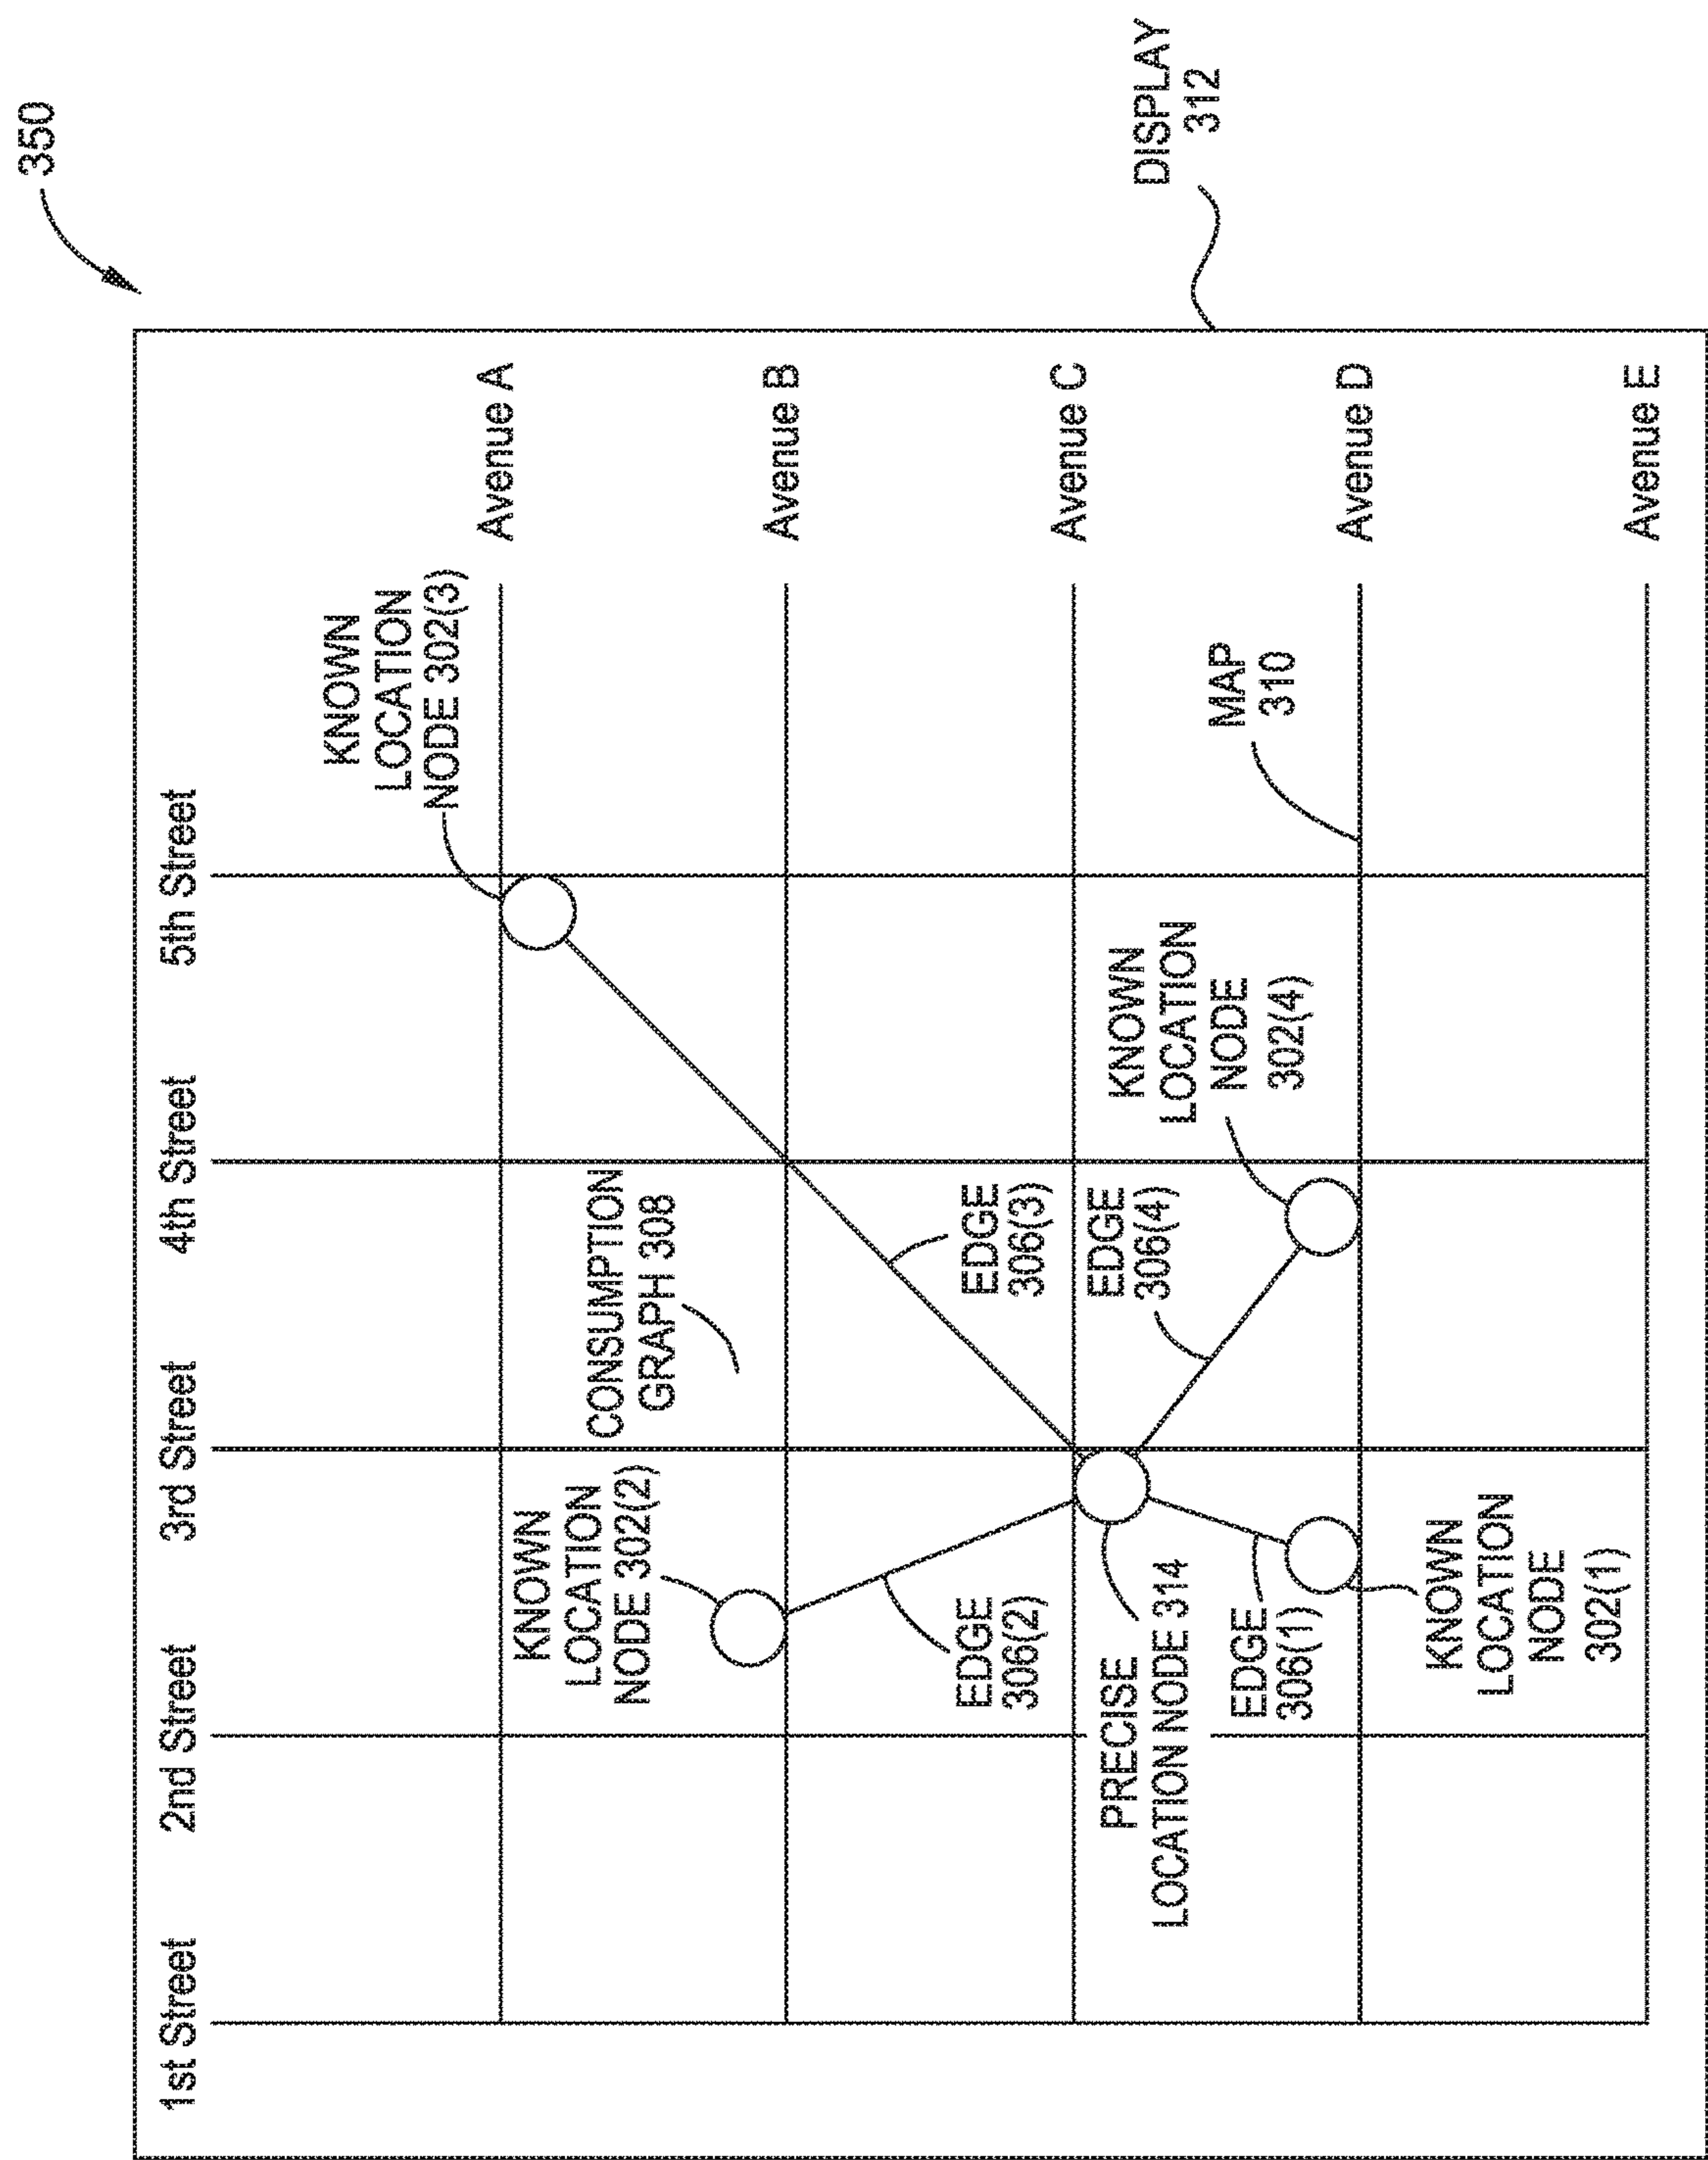 350
1st Street
2nd Street
3rd Street
4th Street
5th Street
KNOWN
LOCATION
NODE 302(3)
Avenue A
KNOWN
LOCATION
NODE 302(2)
CONSUMPTION
GRAPH 308
Avenue B
EDGE
306(2)
EDGE
306(3)
Avenue C
PRECISE
LOCATION NODE 314
EDGE
306(4)
KNOWN
LOCATION
NODE
302(4)
MAP
310
DISPLAY
312
EDGE
306(1)
Avenue D
KNOWN
LOCATION
NODE
302(1)
Avenue E